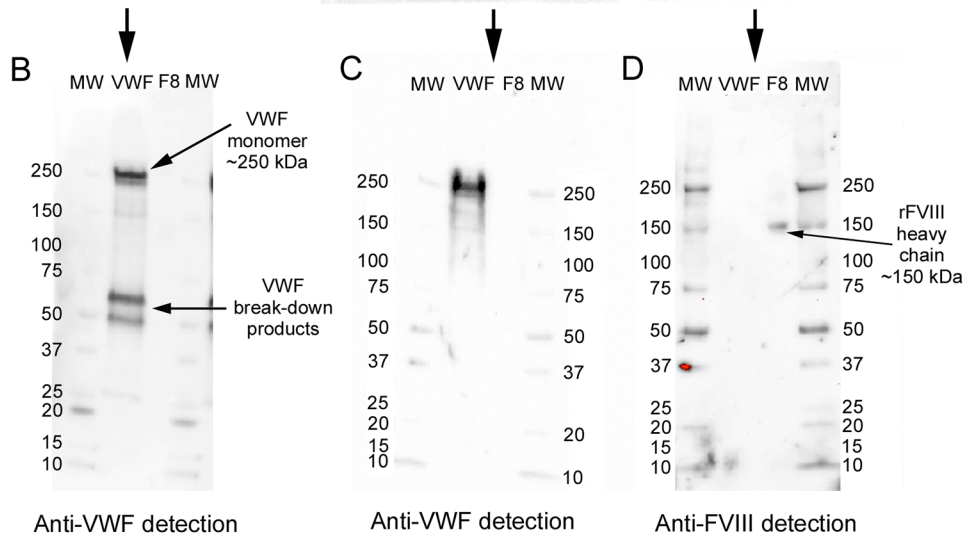 B
MW VWF F8 MW
VWF
monomer
~250 kDa
250
150
100
75
50
37
25
20
15
10
VWF
break-down
products
Anti-VWF detection
C
MW VWF F8 MW
250
150
100
75
50
37
25
20
15
10
250
150
100
75
50
37
20
10
Anti-VWF detection
D
MW VWF F8 MW
250
150
100
75
50
37
25
20
15
10
250
150
100
75
50
37
25
20
15
10
rFVIII
heavy
chain
~150 kDa
Anti-FVIII detection